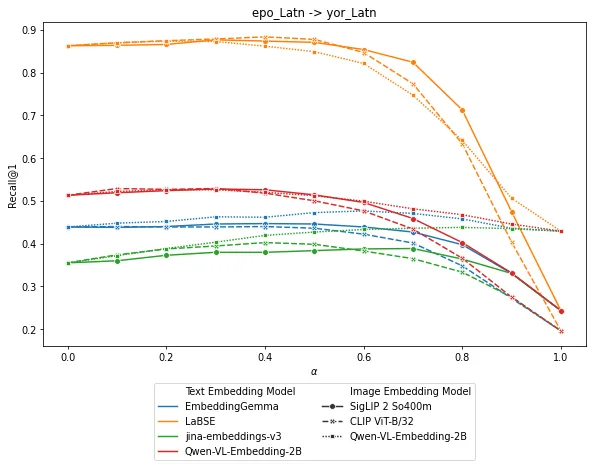 epo_Latn -> yor_Latn
Recall@1
0.9
0.8
0.7
0.6
0.5
0.4
0.3
0.2
0.0 0.2 0.4 0.6 0.8 1.0
α
Text Embedding Model Image Embedding Model
EmbeddingGemma SigLIP 2 So400m
LaBSE CLIP ViT-B/32
jina-embeddings-v3 Qwen-VL-Embedding-2B
Qwen-VL-Embedding-2B